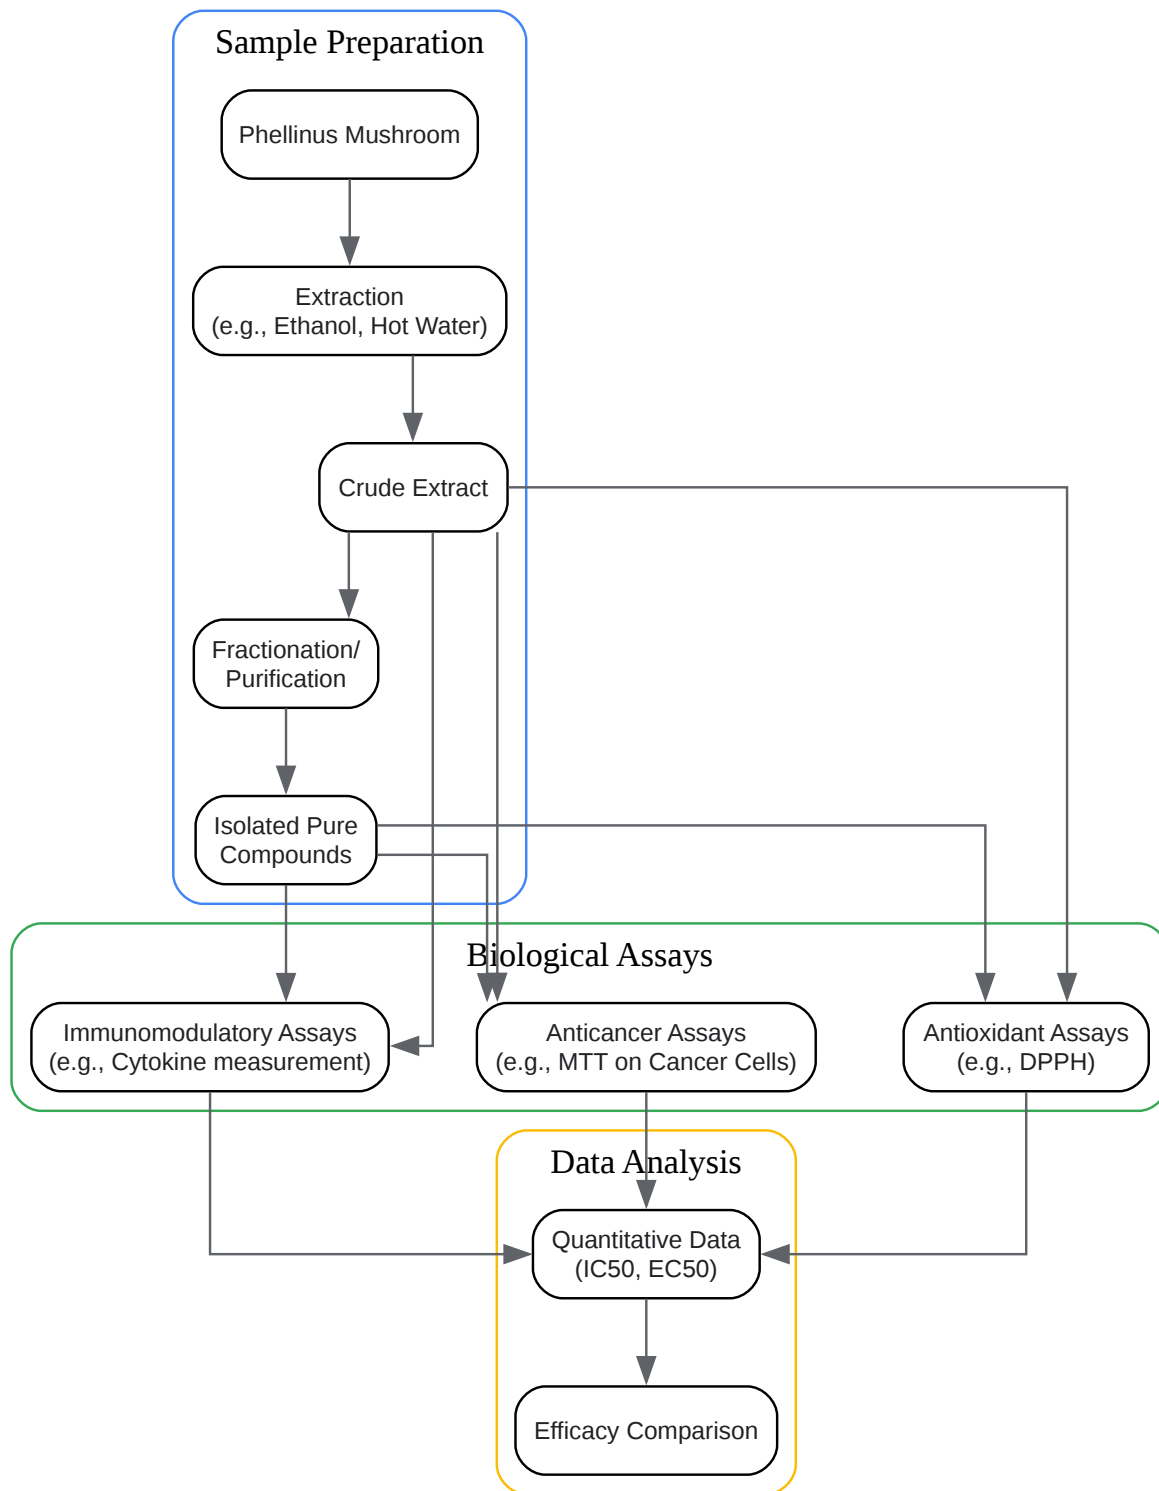 Sample Preparation
Phellinus Mushroom
Extraction
(e.g., Ethanol, Hot Water)
Crude Extract
Fractionation/
Purification
Isolated Pure
Compounds
Biological Assays
Immunomodulatory Assays
(e.g., Cytokine measurement)
Anticancer Assays
(e.g., MTT on Cancer Cells)
Antioxidant Assays
(e.g., DPPH)
Data Analysis
Quantitative Data
(IC50, EC50)
Efficacy Comparison